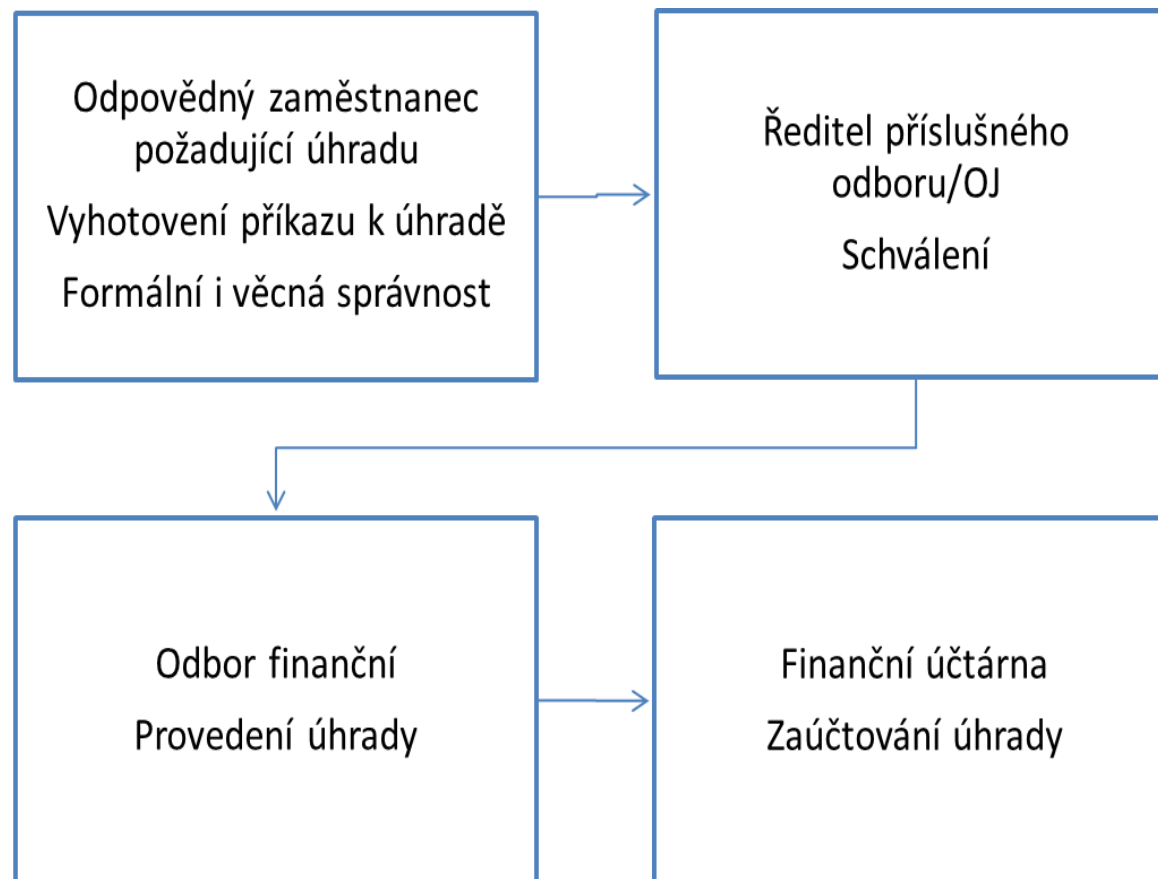 Odpovědný zaměstnanec
požadující úhradu
Vyhotovení příkazu k úhradě
Formální i věcná správnost
Ředitel příslušného
odboru/OJ
Schválení
Odbor finanční
Provedení úhrady
Finanční účtárna
Zaúčtování úhrady